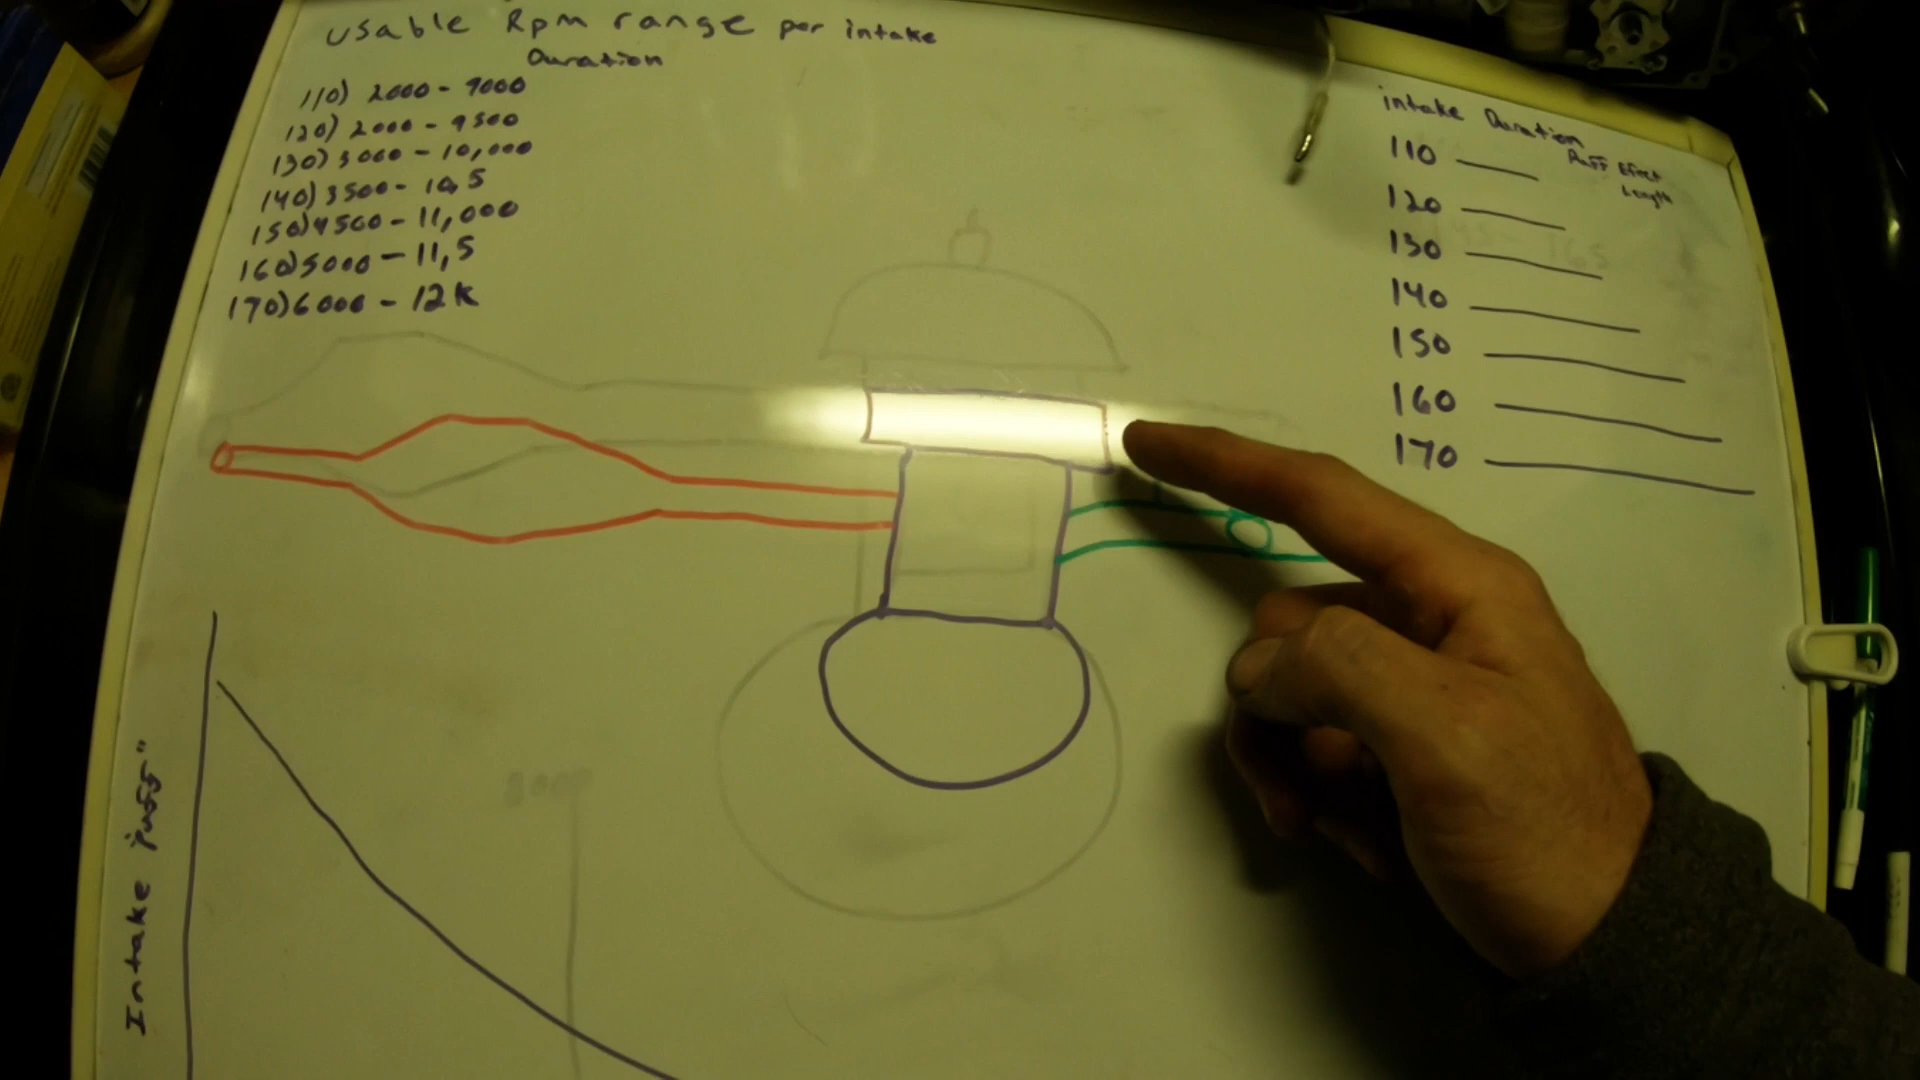 usable Rpm range per intake
Duration
110) 2000 - 9000
120) 2000 - 9500
130) 3000 - 10,000
140) 3500 - 10,5
150) 4500 - 11,000
160) 5000 - 11,5
170) 6000 - 12K
intake Duration
Puff Effect
Length
110
120
130
140
150
160
170
Intake "puff"